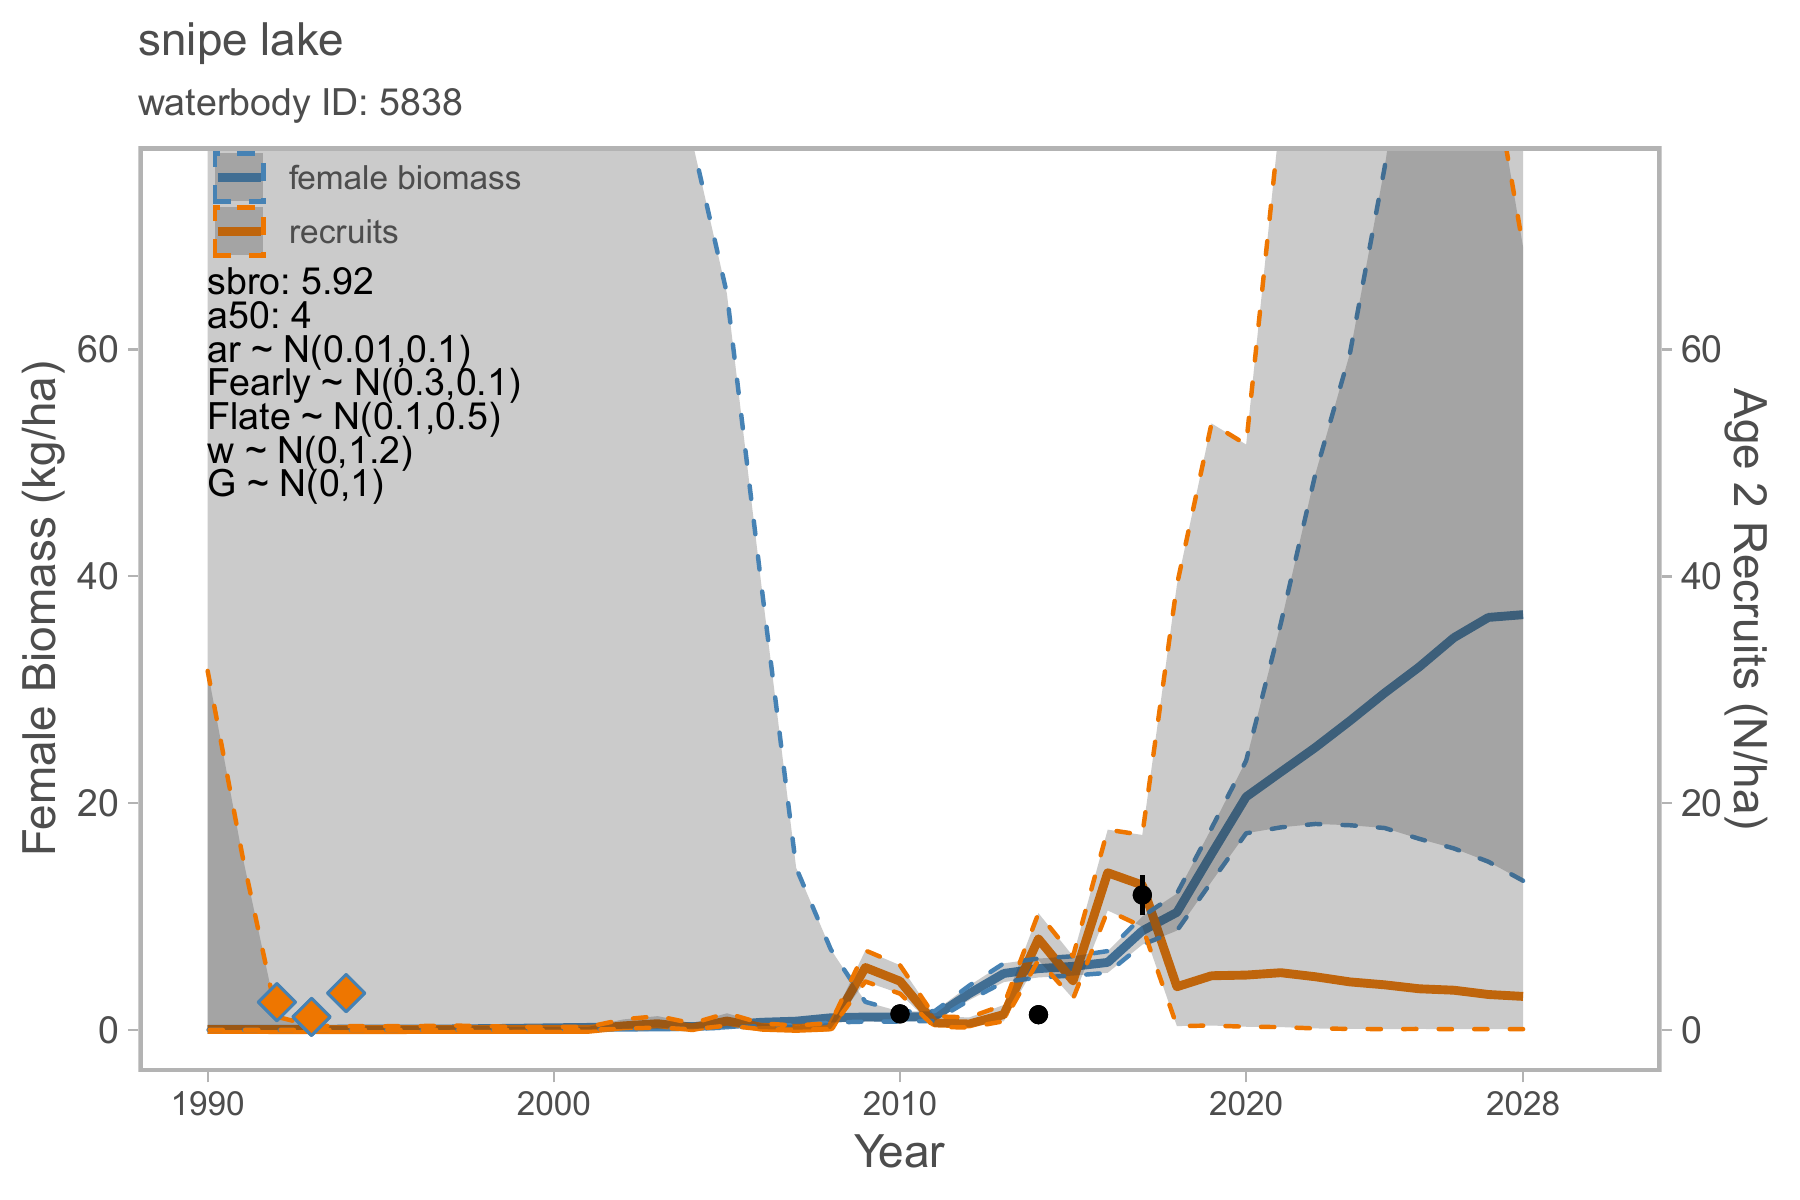 snipe lake
waterbody ID: 5838
female biomass
recruits
sbro: 5.92
a50: 4
ar ~ N(0.01,0.1)
Fearly ~ N(0.3,0.1)
Flate ~ N(0.1,0.5)
w ~ N(0,1.2)
G ~ N(0,1)
Female Biomass (kg/ha)
60
40
20
0
60
40
20
0
Age 2 Recruits (N/ha)
1990
2000
2010
2020
2028
Year